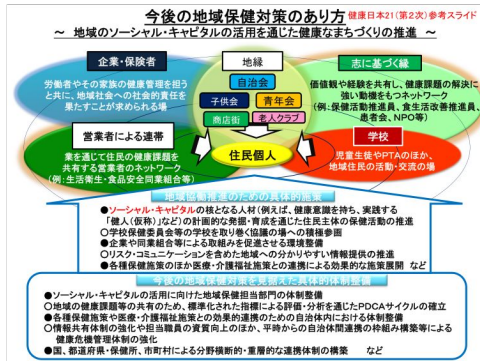 今後の地域保健対策のあり方
健康日本21(第2次)参考スライド
～ 地域のソーシャル・キャピタルの活用を通じた健康なまちづくりの推進 ～
企業・保険者
労働者やその家族の健康管理を担う
と共に、地域社会への社会的責任を
果たすことが求められる場
地縁
自治会
子供会
青年会
商店街
老人クラブ
志に基づく縁
価値観や経験を共有し、健康課題の解決に
強い動機をもつネットワーク
(例：保健活動推進員、食生活改善推進員、
患者会、NPO等)
営業者による連帯
業を通じて住民の健康課題を
共有する営業者のネットワーク
(例：生活衛生・食品安全同業組合等)
住民個人
学校
児童生徒やPTAのほか、
地域住民の活動・交流の場
地域協働推進のための具体的施策
●ソーシャル・キャピタルの核となる人材(例えば、健康意識を持ち、実践する
「健人(仮称)」など)の計画的な発掘・育成を通じた住民主体の保健活動の推進
○学校保健委員会等の学校を取り巻く協議の場への積極参画
●企業や同業組合等による取組みを促進させる環境整備
○リスク・コミュニケーションを含めた地域への分かりやすい情報提供の推進
●各種保健施策のほか医療・介護福祉施策との連携による効果的な施策展開 など
今後の地域保健対策を見据えた具体的体制整備
●ソーシャル・キャピタルの活用に向けた地域保健担当部門の体制整備
○地域の健康課題等の共有のため、標準化された指標による評価・分析を通じたPDCAサイクルの確立
●各種保健施策や医療・介護福祉施策との効果的連携のための自治体内における体制整備
○情報共有体制の強化や担当職員の資質向上のほか、平時からの自治体間連携の枠組み構築等による
健康危機管理体制の強化
●国、都道府県・保健所、市町村による分野横断的・重層的な連携体制の構築 など